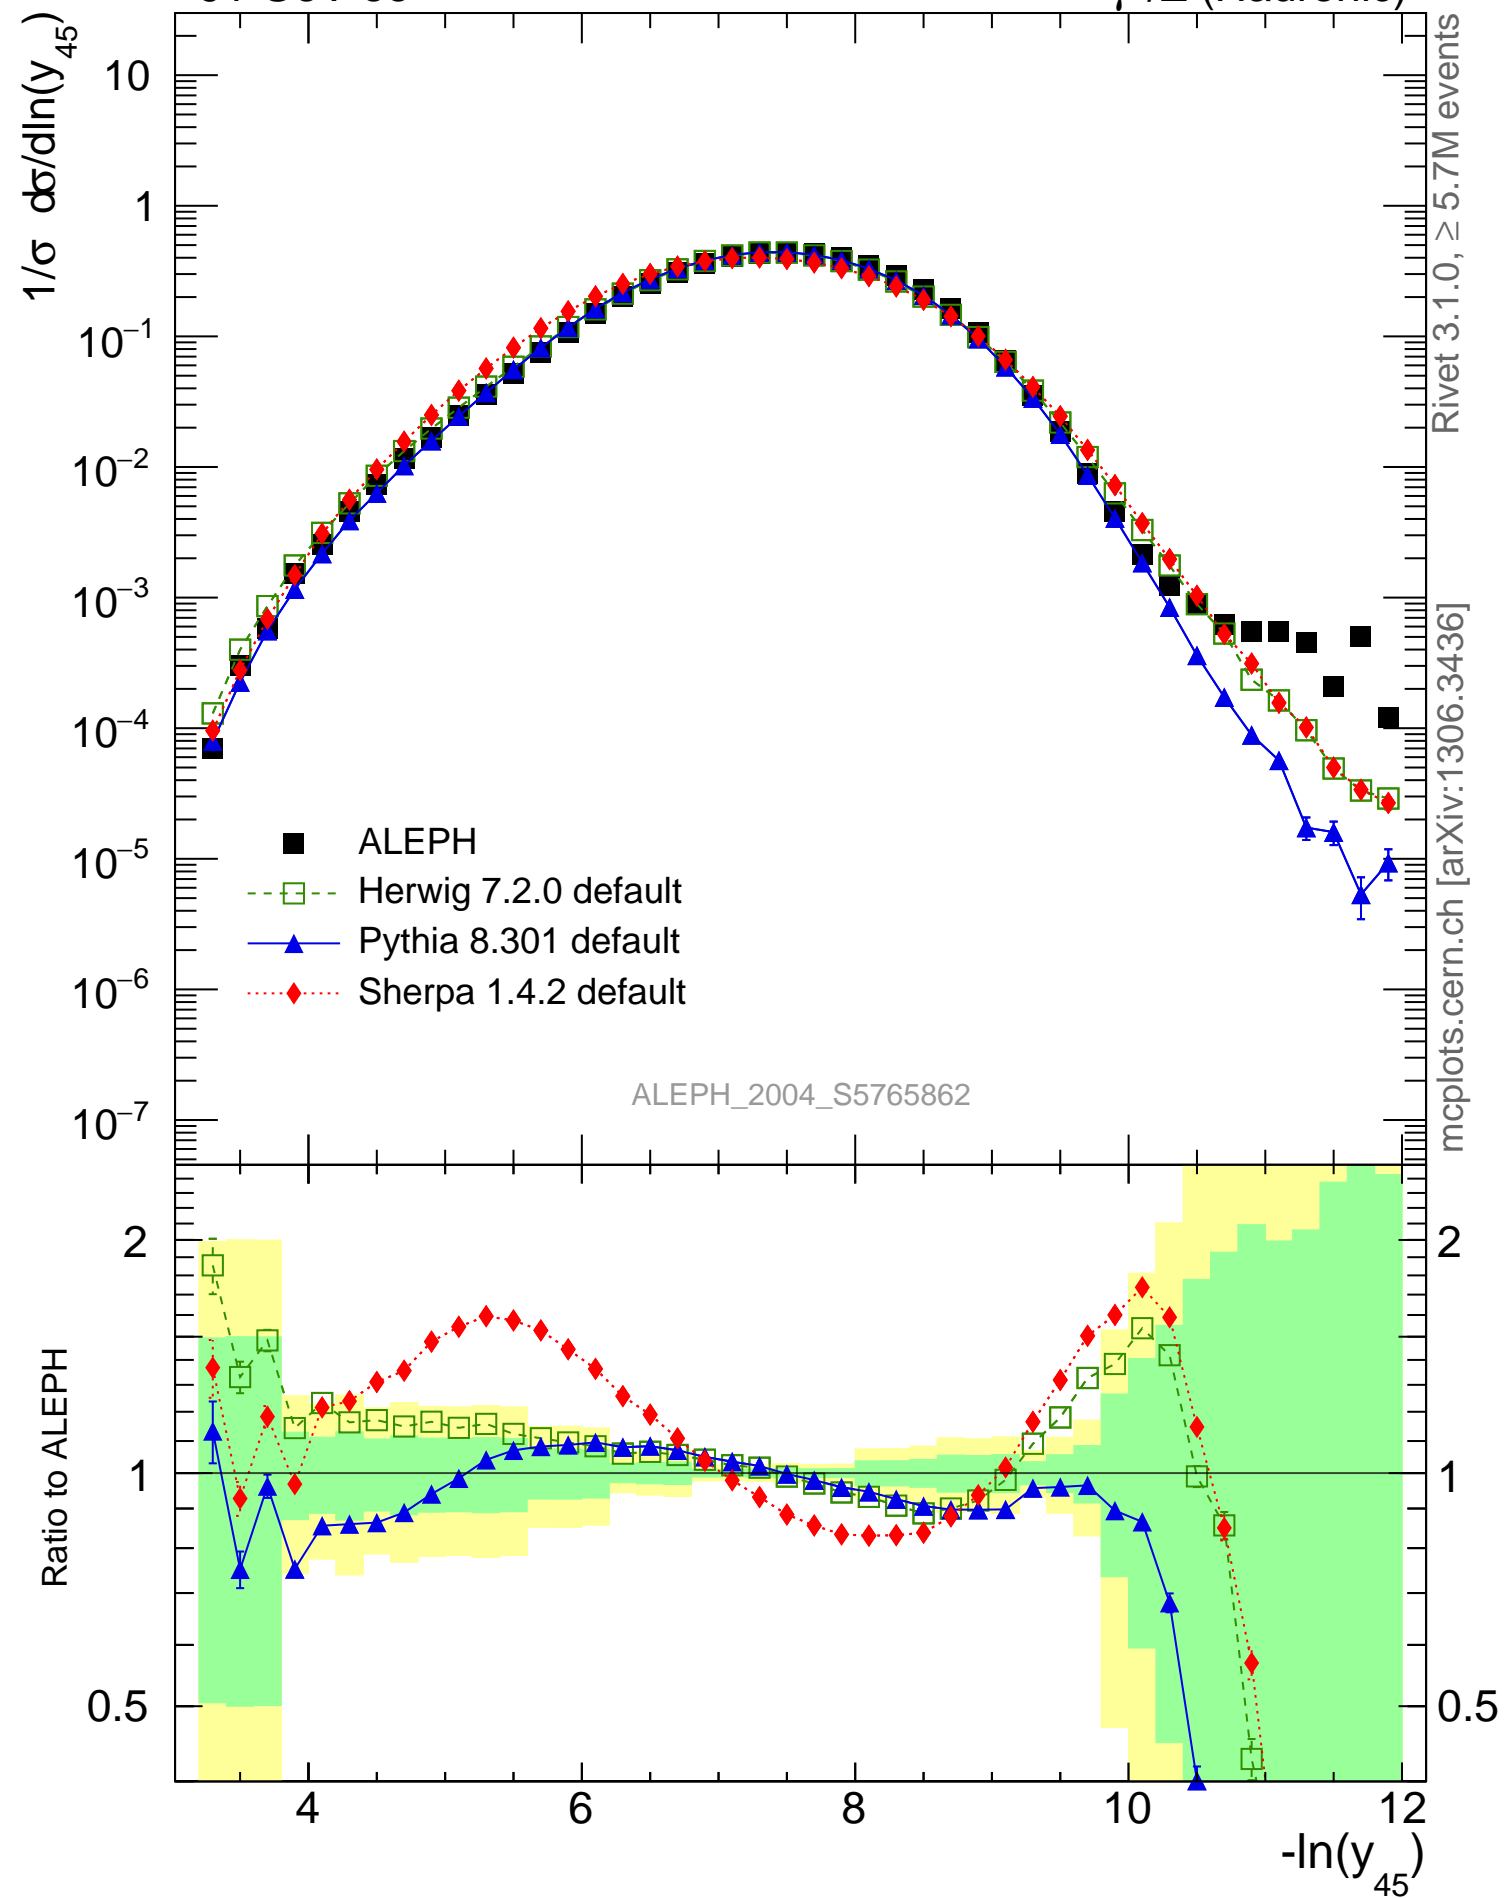 1/σ dσ/dln(y45)
10
1
10−1
10−2
10−3
10−4
10−5
10−6
10−7
ALEPH
Herwig 7.2.0 default
Pythia 8.301 default
Sherpa 1.4.2 default
ALEPH_2004_S5765862
Rivet 3.1.0, ≥ 5.7M events
mcplots.cern.ch [arXiv:1306.3436]
Ratio to ALEPH
2
1
0.5
2
1
0.5
4 6 8 10 12
-ln(y45)